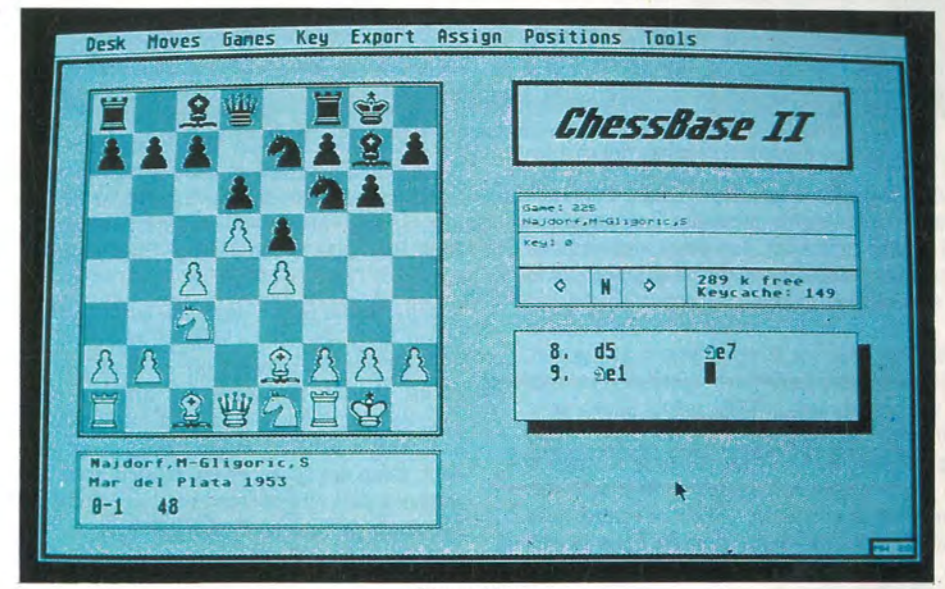 Desk Moves Games Key Export Assign Positions Tools
ChessBase II
Game: 225
Najdorf,M-Gligoric,S
Key: 0
N
289 k free
Keycache: 149
8. d5 ♘e7
9. ♘e1
Najdorf,M-Gligoric,S
Mar del Plata 1953
0-1 48